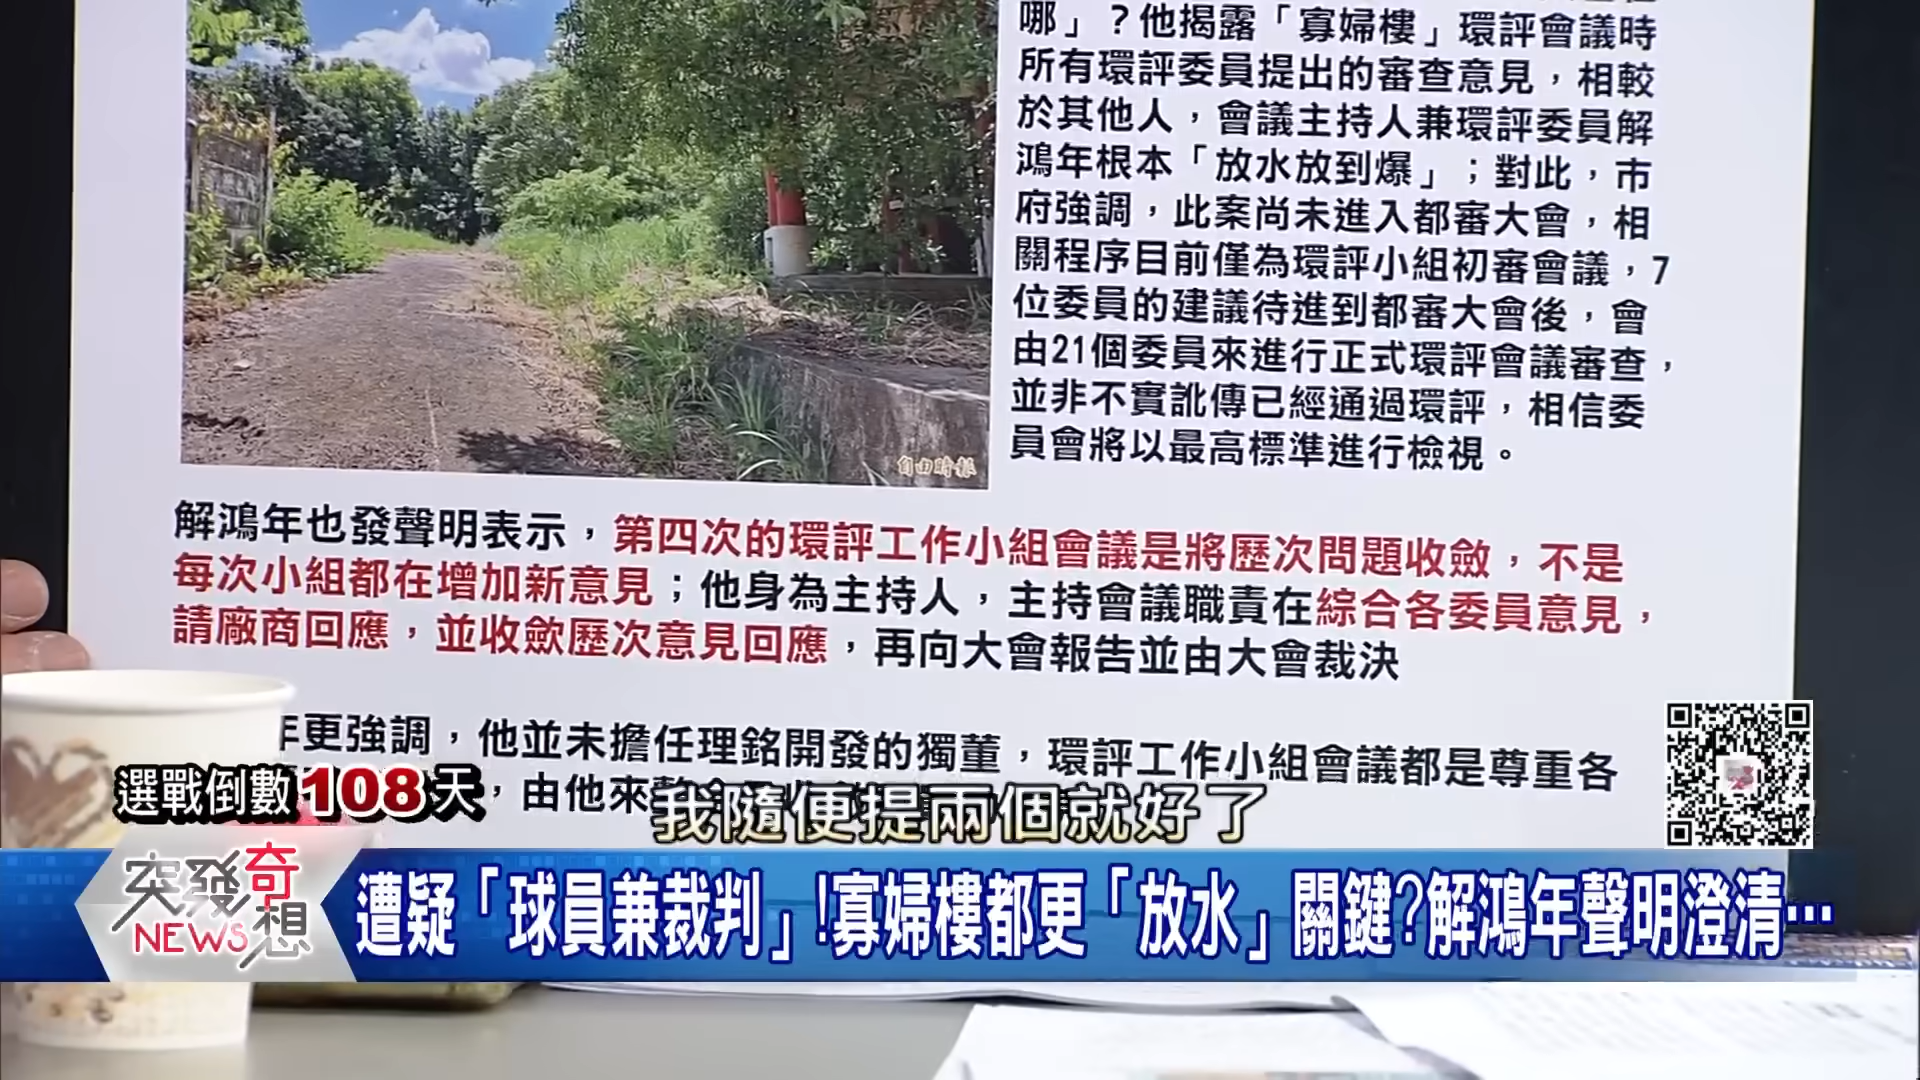 哪」？他揭露「寡婦樓」環評會議時
所有環評委員提出的審查意見，相較
於其他人，會議主持人兼環評委員解
鴻年根本「放水放到爆」；對此，市
府強調，此案尚未進入都審大會，相
關程序目前僅為環評小組初審會議，7
位委員的建議待進到都審大會後，會
由21個委員來進行正式環評會議審查，
並非不實訛傳已經通過環評，相信委
員會將以最高標準進行檢視。
自由時報
解鴻年也發聲明表示，第四次的環評工作小組會議是將歷次問題收斂，不是
每次小組都在增加新意見；他身為主持人，主持會議職責在綜合各委員意見，
請廠商回應，並收斂歷次意見回應，再向大會報告並由大會裁決
年更強調，他並未擔任理銘開發的獨董，環評工作小組會議都是尊重各
，由他來
選戰倒數108天
我隨便提兩個就好了
突發奇想
NEWS
遭疑「球員兼裁判」!寡婦樓都更「放水」關鍵?解鴻年聲明澄清…